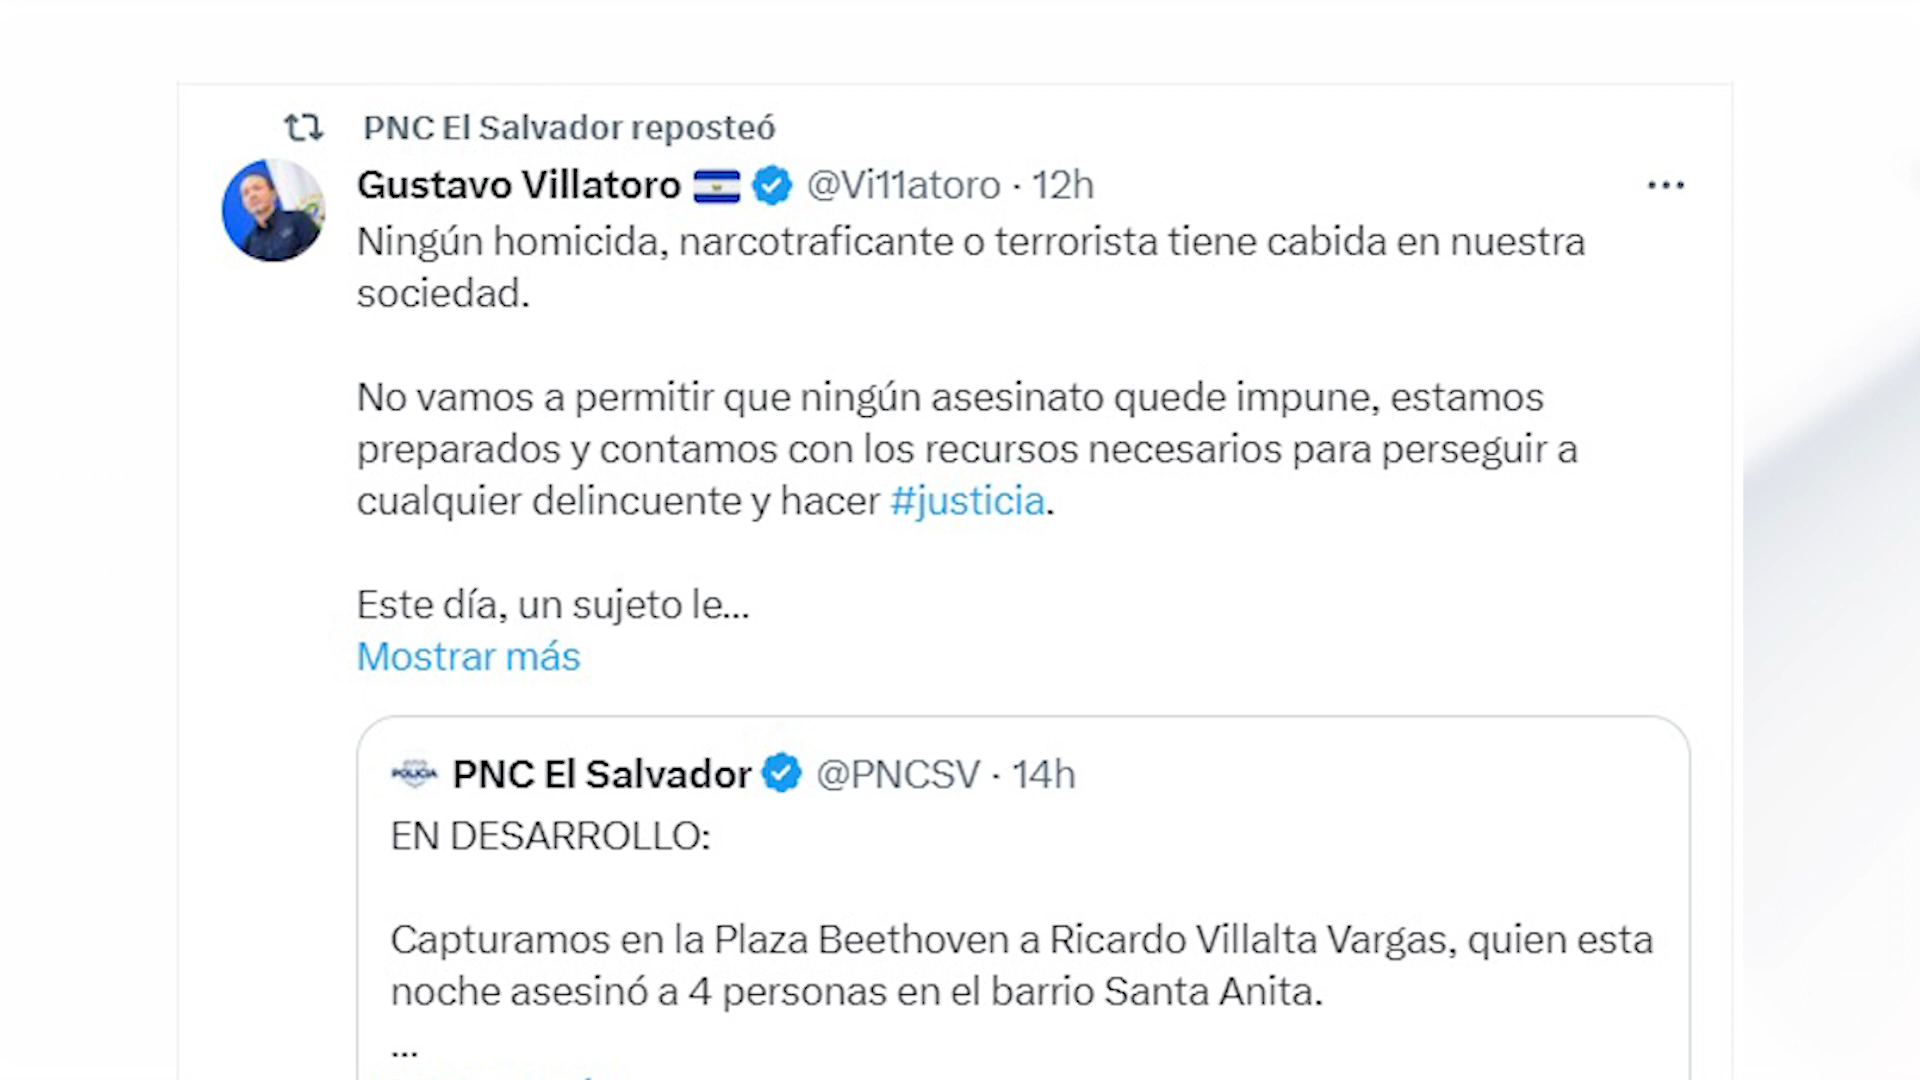 PNC El Salvador reposteó
Gustavo Villatoro @Vi11atoro · 12h
Ningún homicida, narcotraficante o terrorista tiene cabida en nuestra
sociedad.
No vamos a permitir que ningún asesinato quede impune, estamos
preparados y contamos con los recursos necesarios para perseguir a
cualquier delincuente y hacer #justicia.
Este día, un sujeto le...
Mostrar más
POLICIA PNC El Salvador @PNCSV · 14h
EN DESARROLLO:
Capturamos en la Plaza Beethoven a Ricardo Villalta Vargas, quien esta
noche asesinó a 4 personas en el barrio Santa Anita.
...